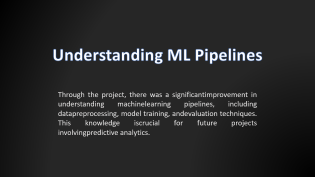 Understanding ML Pipelines
Through the project, there was a significantimprovement in
understanding machinelearning pipelines, including
datapreprocessing, model training, andevaluation techniques.
This knowledge iscrucial for future projects
involvingpredictive analytics.